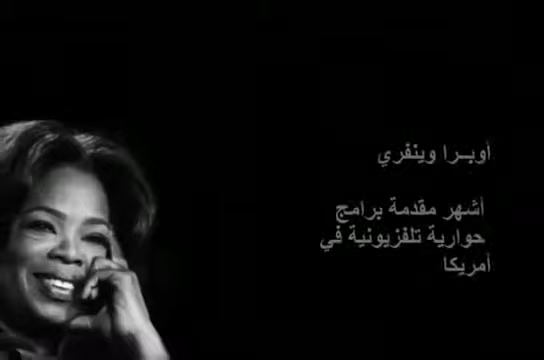 أوبـرا وينفري
أشهر مقدمة برامج
حوارية تلفزيونية في
أمريكا